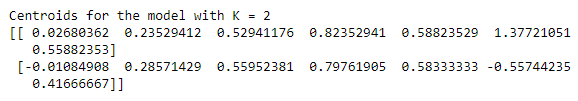 Centroids for the model with K = 2
[[ 0.02680362  0.23529412  0.52941176  0.82352941  0.58823529  1.37721051
   0.55882353]
 [-0.01084908  0.28571429  0.55952381  0.79761905  0.58333333 -0.55744235
   0.41666667]]